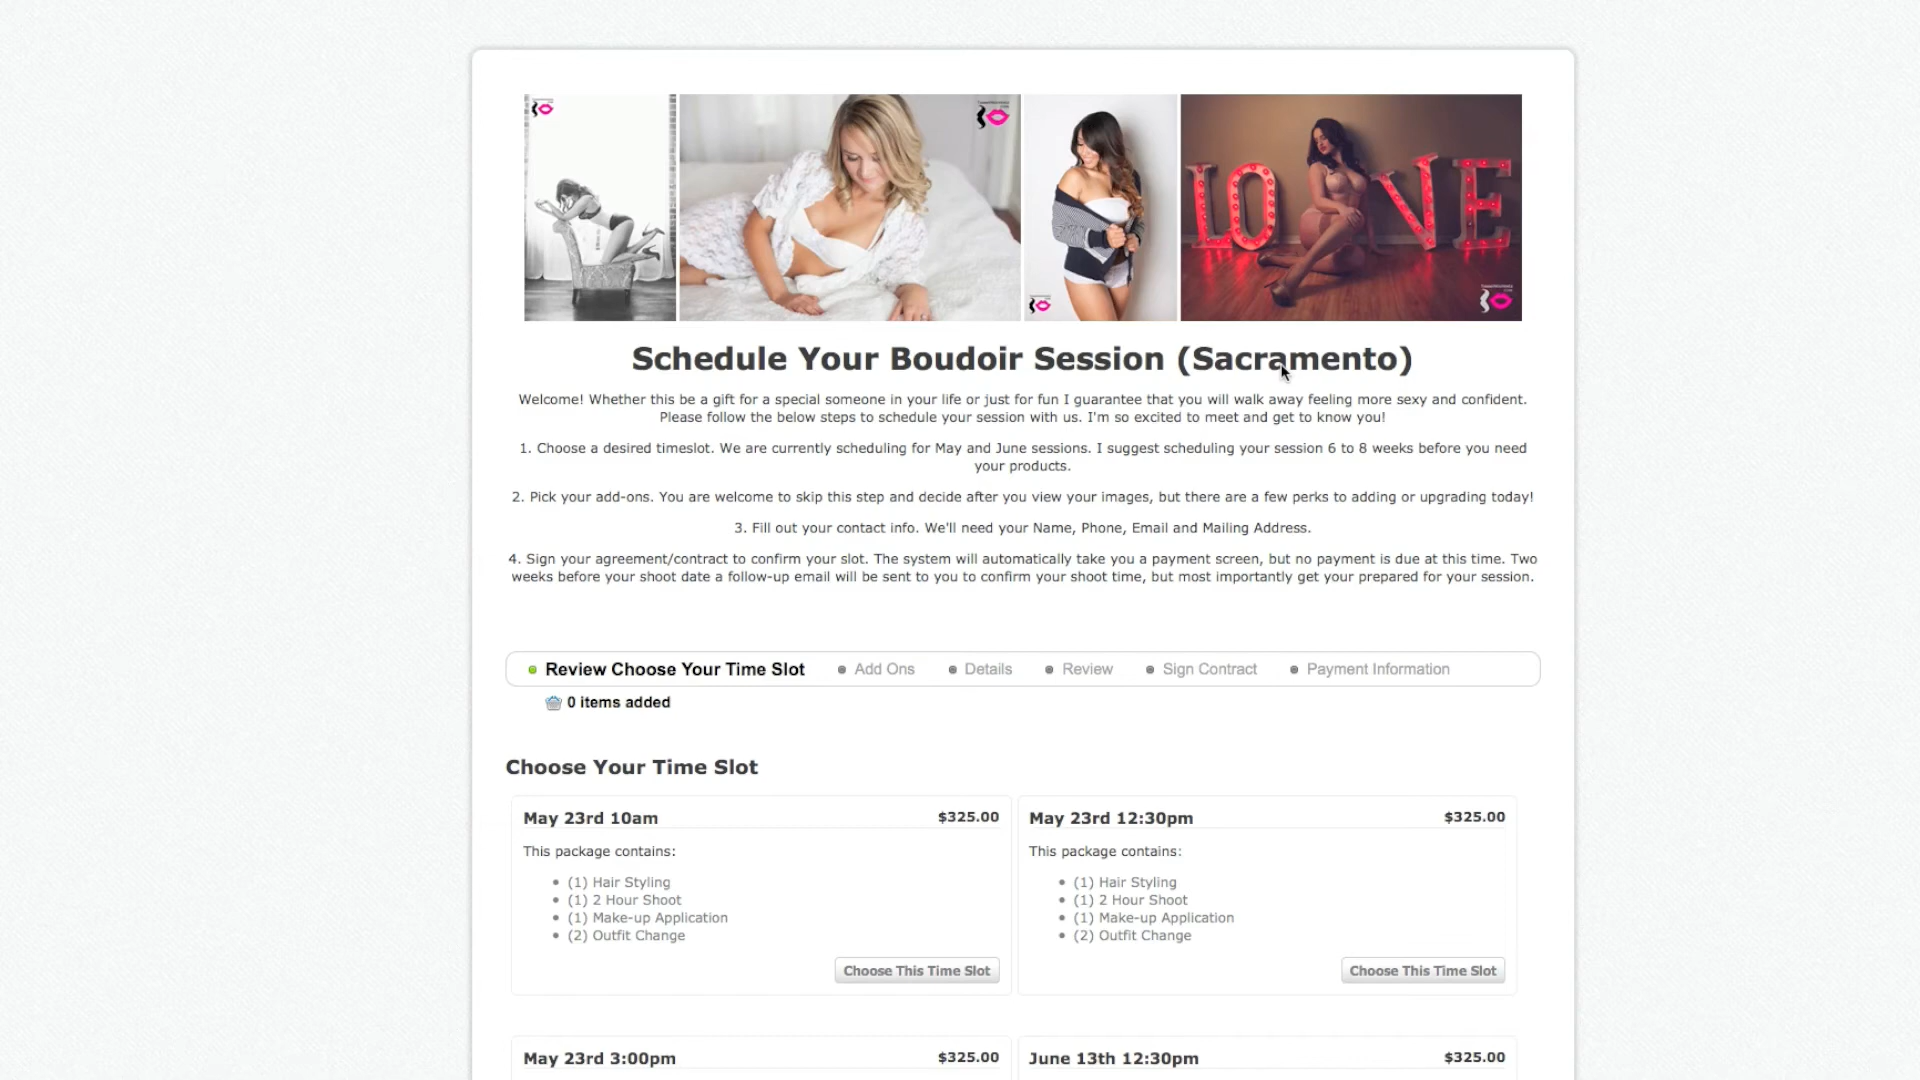 LOVE
Schedule Your Boudoir Session (Sacramento)
Welcome! Whether this be a gift for a special someone in your life or just for fun I guarantee that you will walk away feeling more sexy and confident.
Please follow the below steps to schedule your session with us. I'm so excited to meet and get to know you!
1. Choose a desired timeslot. We are currently scheduling for May and June sessions. I suggest scheduling your session 6 to 8 weeks before you need
your products.
2. Pick your add-ons. You are welcome to skip this step and decide after you view your images, but there are a few perks to adding or upgrading today!
3. Fill out your contact info. We'll need your Name, Phone, Email and Mailing Address.
4. Sign your agreement/contract to confirm your slot. The system will automatically take you a payment screen, but no payment is due at this time. Two
weeks before your shoot date a follow-up email will be sent to you to confirm your shoot time, but most importantly get your prepared for your session.
Review Choose Your Time Slot Add Ons Details Review Sign Contract Payment Information
0 items added
Choose Your Time Slot
May 23rd 10am $325.00
This package contains:
• (1) Hair Styling
• (1) 2 Hour Shoot
• (1) Make-up Application
• (2) Outfit Change
Choose This Time Slot
May 23rd 12:30pm $325.00
This package contains:
• (1) Hair Styling
• (1) 2 Hour Shoot
• (1) Make-up Application
• (2) Outfit Change
Choose This Time Slot
May 23rd 3:00pm $325.00
June 13th 12:30pm $325.00